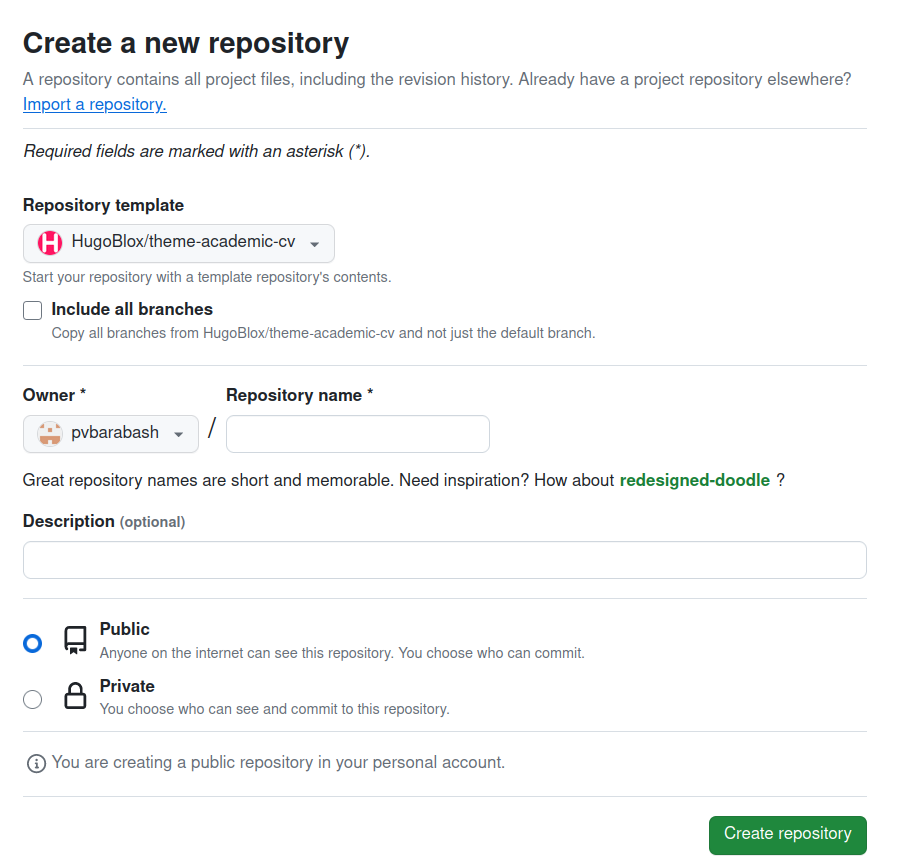 Create a new repository
A repository contains all project files, including the revision history. Already have a project repository elsewhere?
Import a repository.
Required fields are marked with an asterisk (*).
Repository template
HugoBlox/theme-academic-cv
Start your repository with a template repository's contents.
Include all branches
Copy all branches from HugoBlox/theme-academic-cv and not just the default branch.
Owner * Repository name *
pvbarabash /
Great repository names are short and memorable. Need inspiration? How about redesigned-doodle ?
Description (optional)
Public
Anyone on the internet can see this repository. You choose who can commit.
Private
You choose who can see and commit to this repository.
You are creating a public repository in your personal account.
Create repository